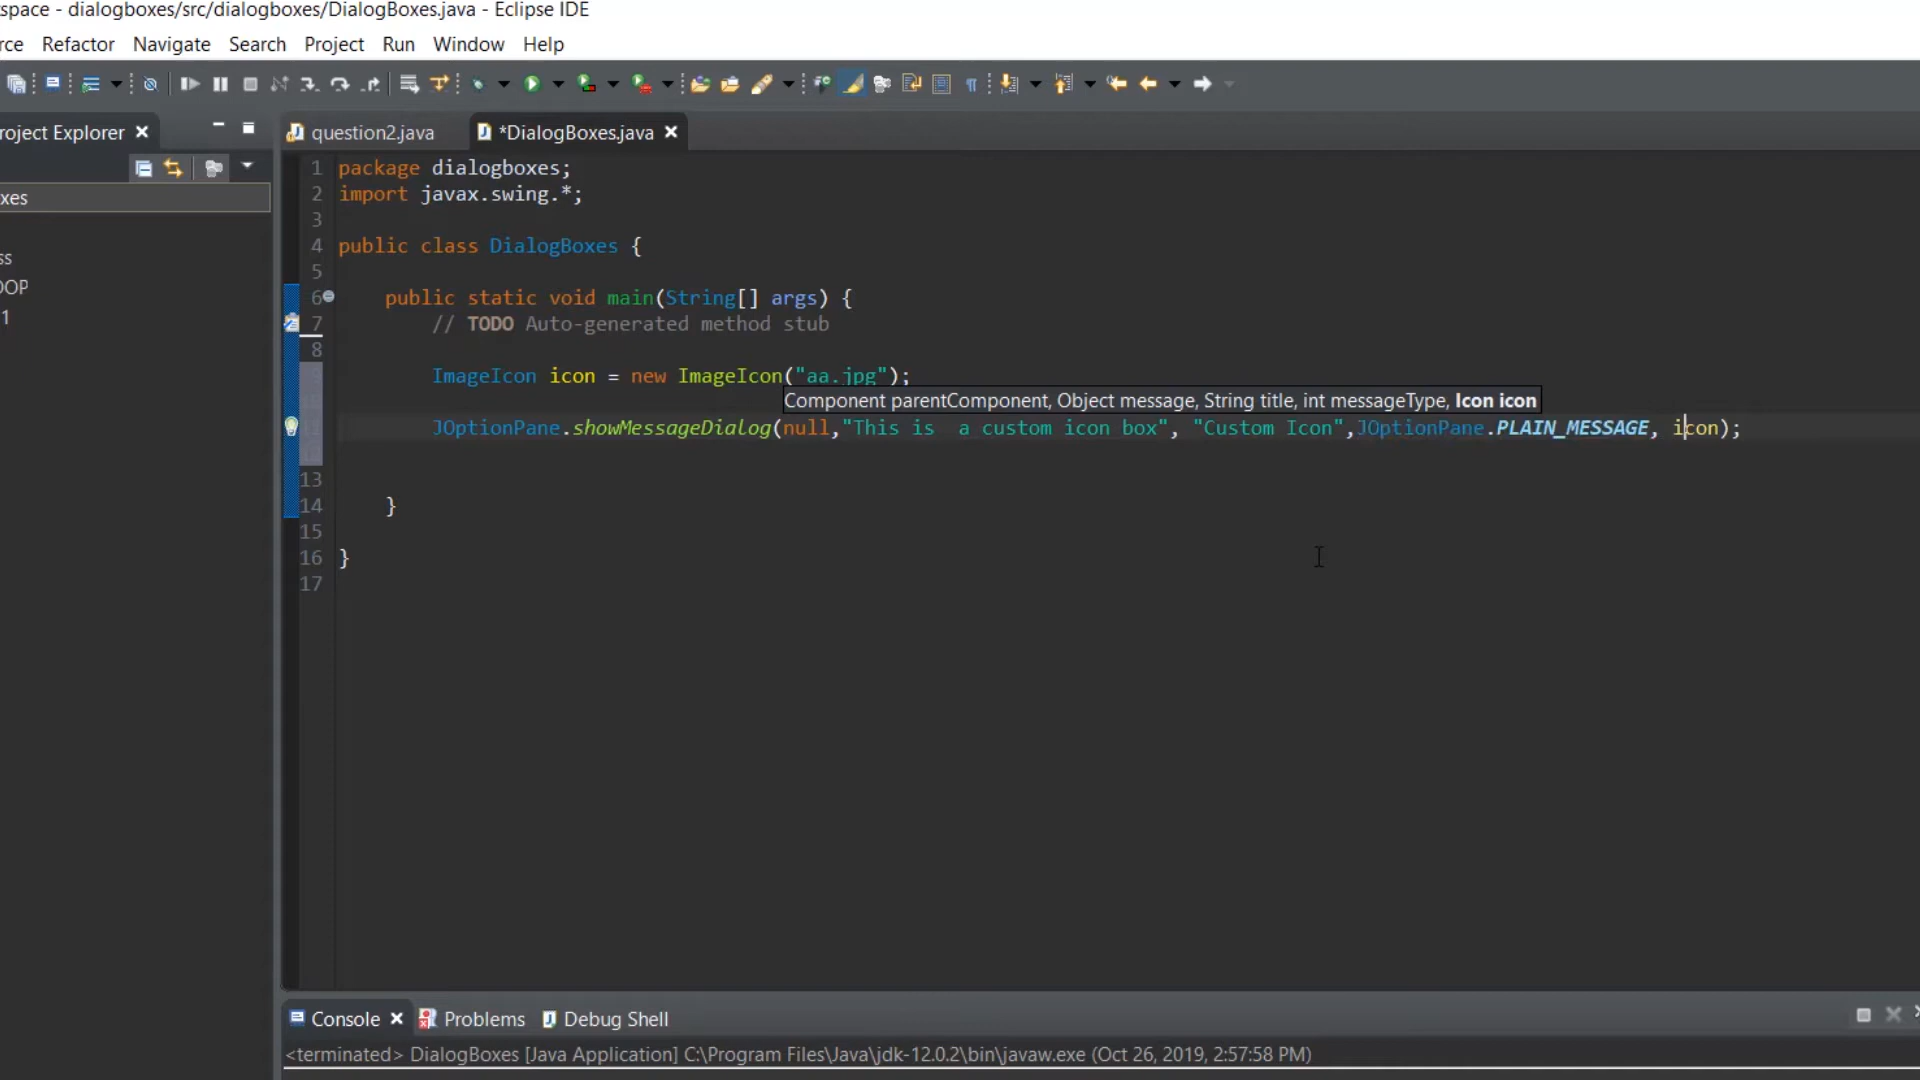 space - dialogboxes/src/dialogboxes/DialogBoxes.java - Eclipse IDE
rce Refactor Navigate Search Project Run Window Help
roject Explorer
question2.java
*DialogBoxes.java
xes
ss
OOP
1
1 package dialogboxes;
2 import javax.swing.*;
3
4 public class DialogBoxes {
5
6 public static void main(String[] args) {
7 // TODO Auto-generated method stub
8
ImageIcon icon = new ImageIcon("aa.jpg");
Component parentComponent, Object message, String title, int messageType, Icon icon
JOptionPane.showMessageDialog(null,"This is  a custom icon box", "Custom Icon",JOptionPane.PLAIN_MESSAGE, icon);
13
14 }
15
16 }
17
Console Problems Debug Shell
<terminated> DialogBoxes [Java Application] C:\Program Files\Java\jdk-12.0.2\bin\javaw.exe (Oct 26, 2019, 2:57:58 PM)